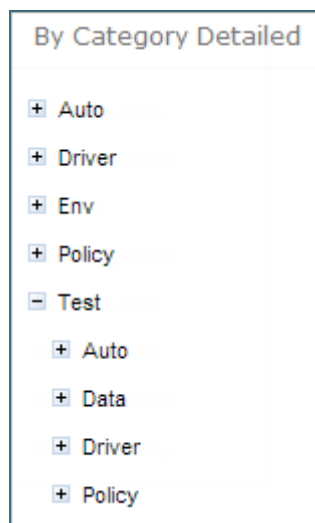 By Category Detailed
Auto
Driver
Env
Policy
Test
Auto
Data
Driver
Policy